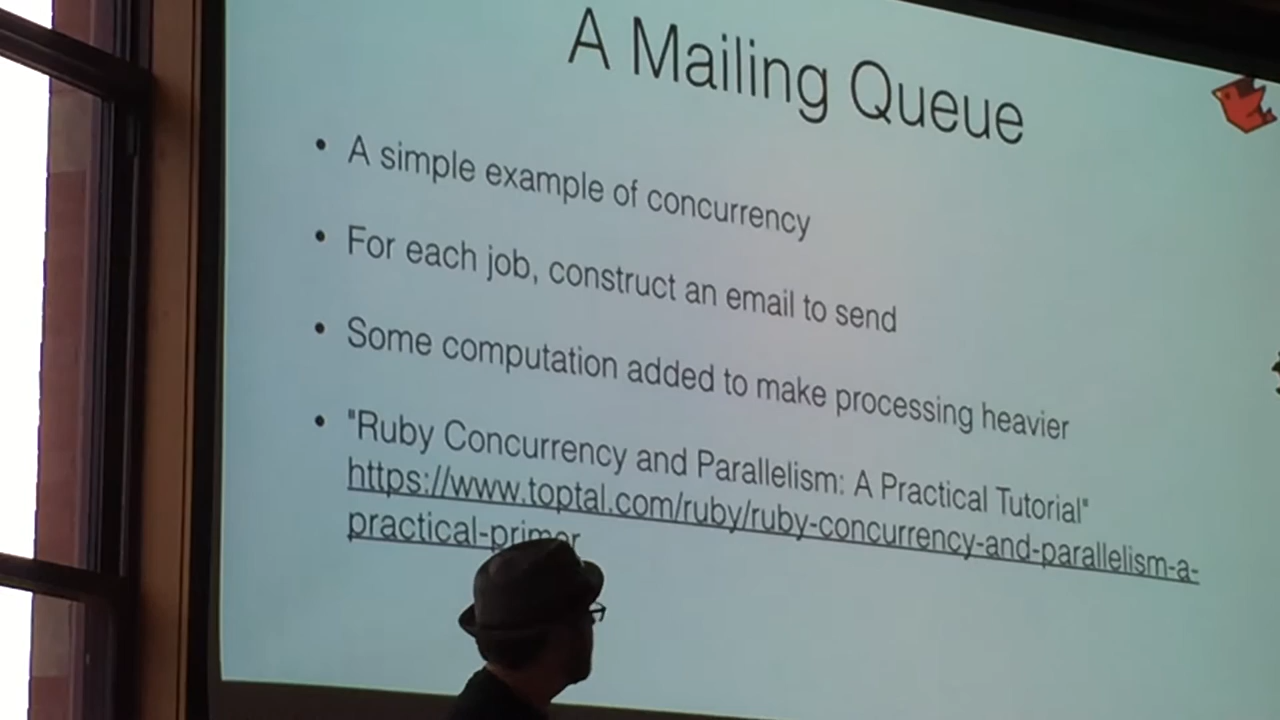 A Mailing Queue
• A simple example of concurrency
• For each job, construct an email to send
• Some computation added to make processing heavier
• "Ruby Concurrency and Parallelism: A Practical Tutorial"
https://www.toptal.com/ruby/ruby-concurrency-and-parallelism-a-
practical-primer